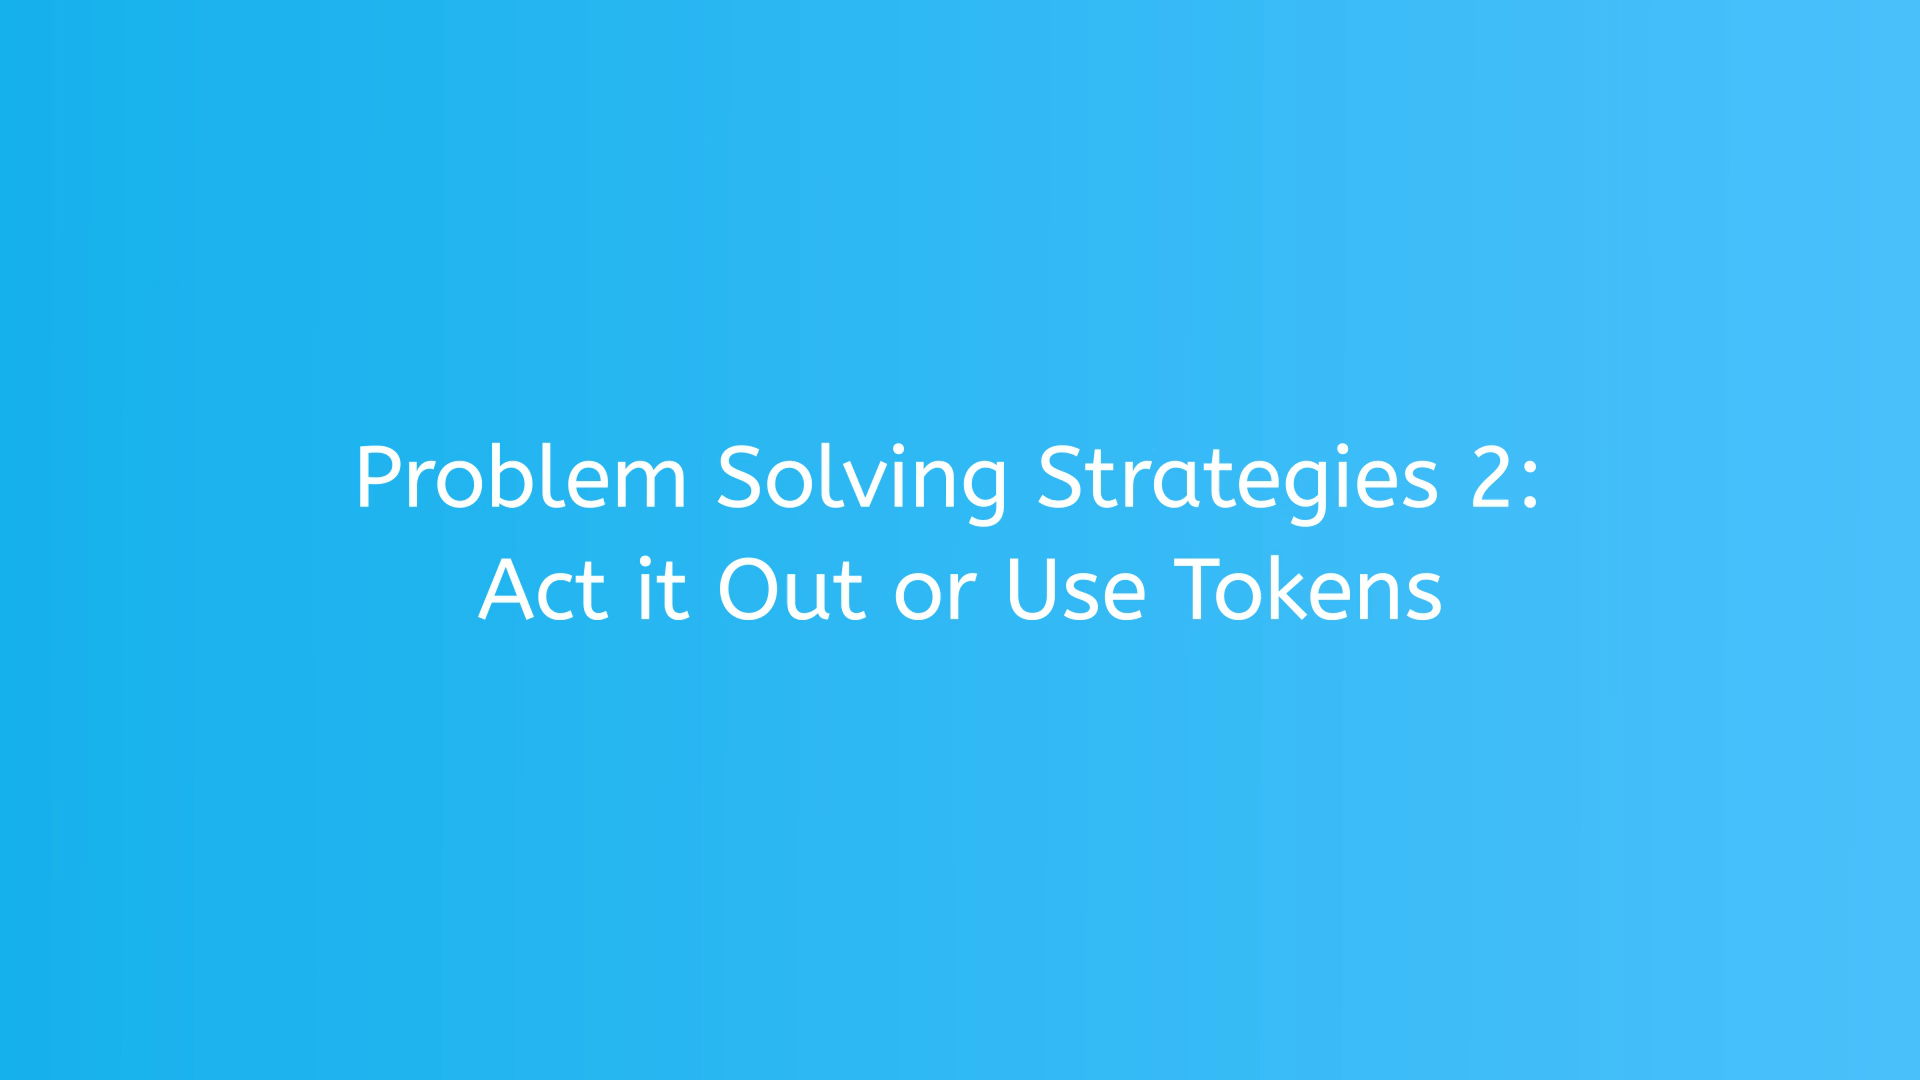 Problem Solving Strategies 2:
Act it Out or Use Tokens